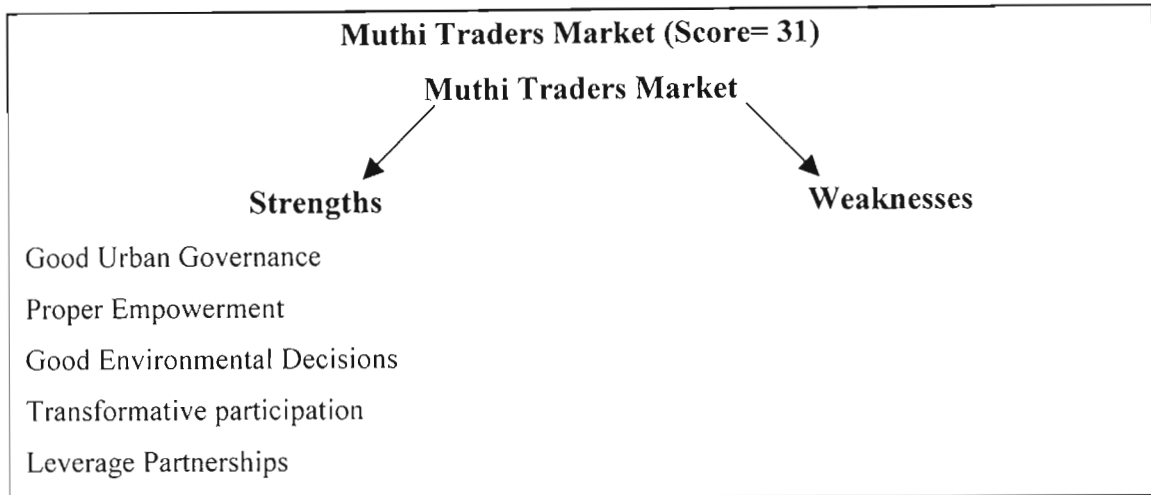 Muthi Traders Market (Score= 31)
Muthi Traders Market
Strengths
Weaknesses
Good Urban Governance
Proper Empowerment
Good Environmental Decisions
Transformative participation
Leverage Partnerships